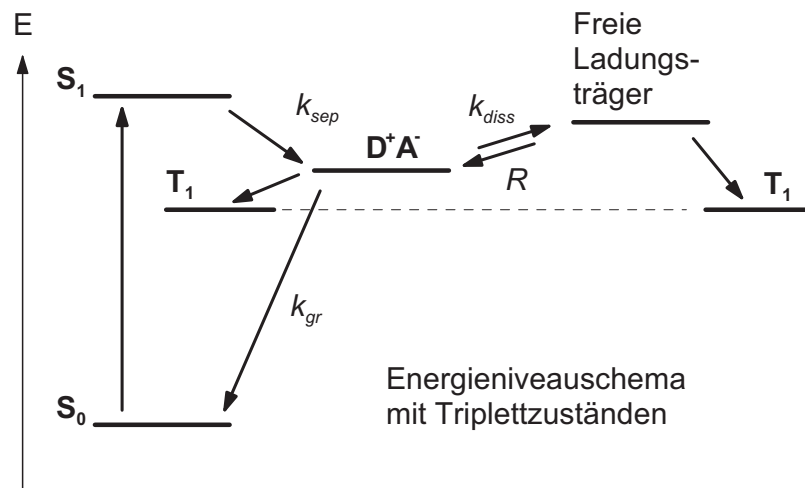 E
Freie
Ladungs-
träger
S1
ksep
kdiss
D+A-
R
T1
T1
kgr
S0
Energieniveauschema
mit Triplettzuständen